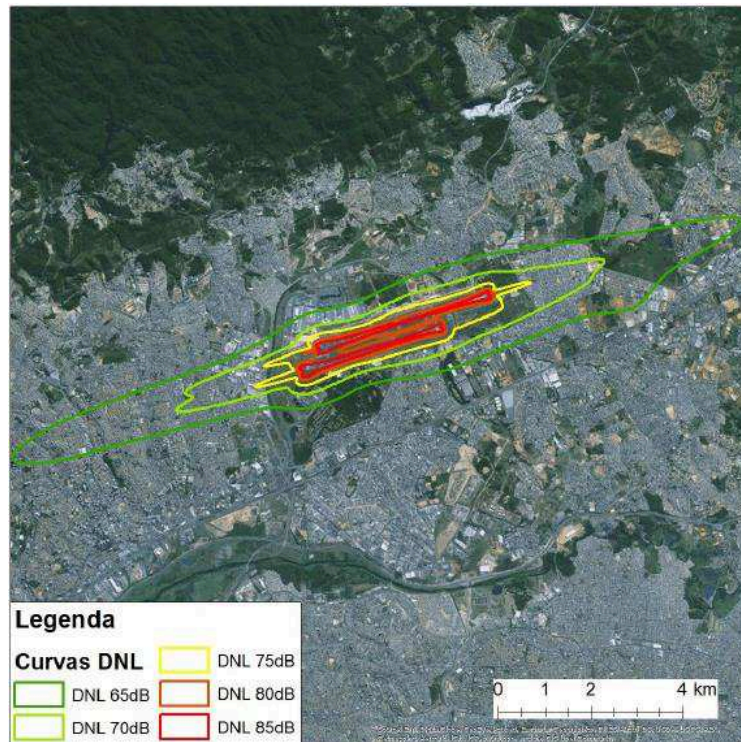 Legenda
Curvas DNL
DNL 65dB
DNL 70dB
DNL 75dB
DNL 80dB
DNL 85dB
0 1 2 4 km